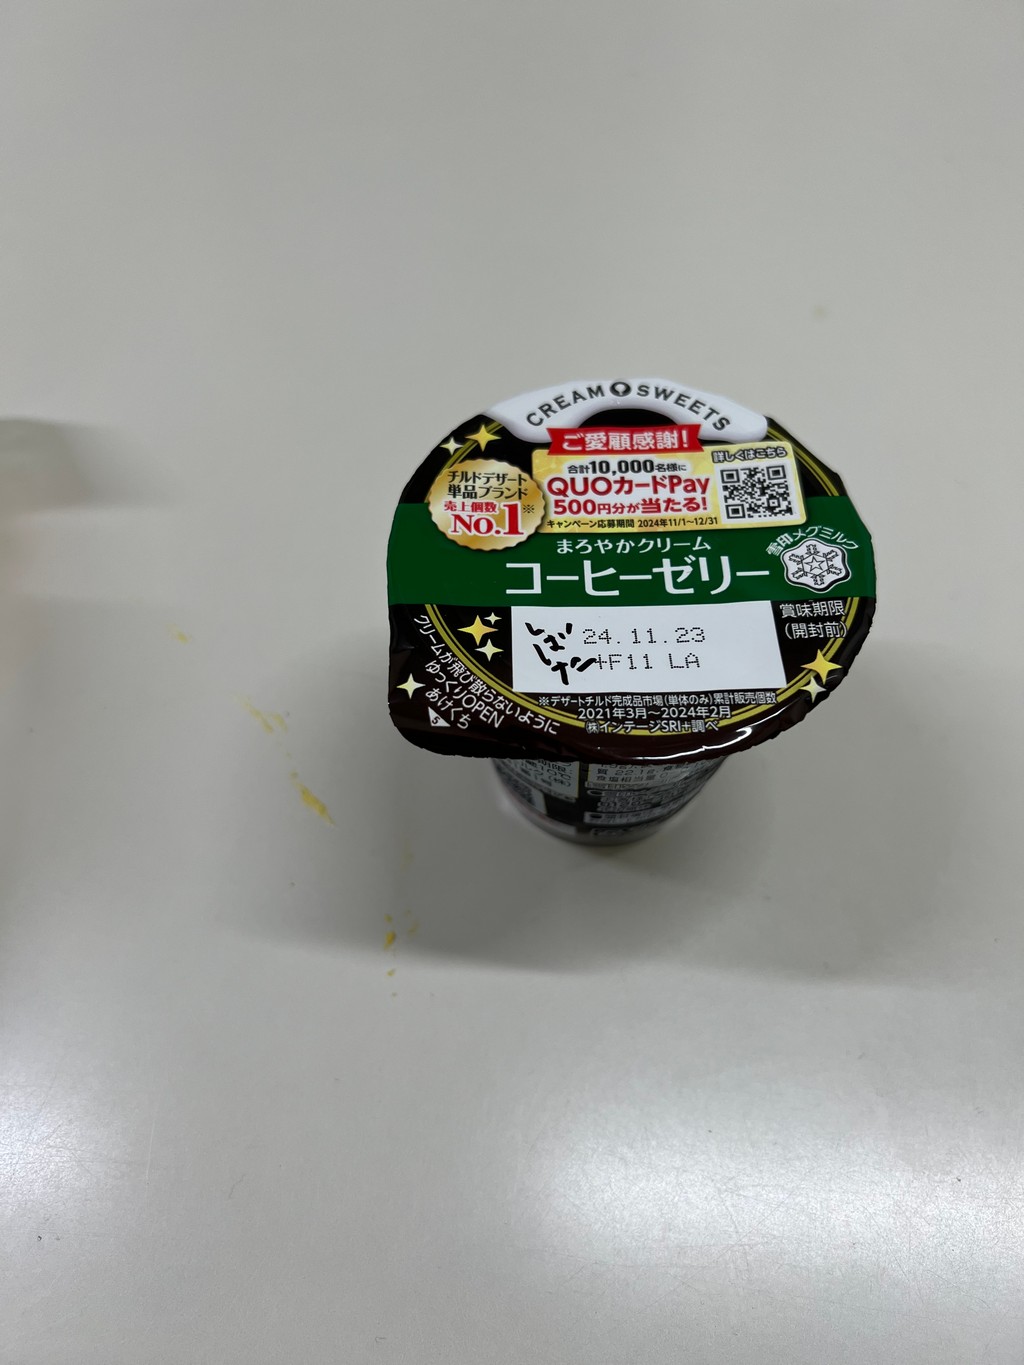 CREAM SWEETS
ご愛顧感謝!
合計10,000名様に
QUOカードPay
500円分が当たる!
キャンペーン応募期間 2024年11/1~12/31
詳しくはこちら
チルドデザート
単品ブランド
売上個数
No.1※
まろやかクリーム
コーヒーゼリー
雪印メグミルク
賞味期限
(開封前)
24.11.23
+F11 LA
クリームが飛び散らないように
ゆっくりOPEN
あけくち
5
※デザートチルド完成品市場(単体のみ)累計販売個数
2021年3月~2024年2月
㈱インテージSRI+調べ